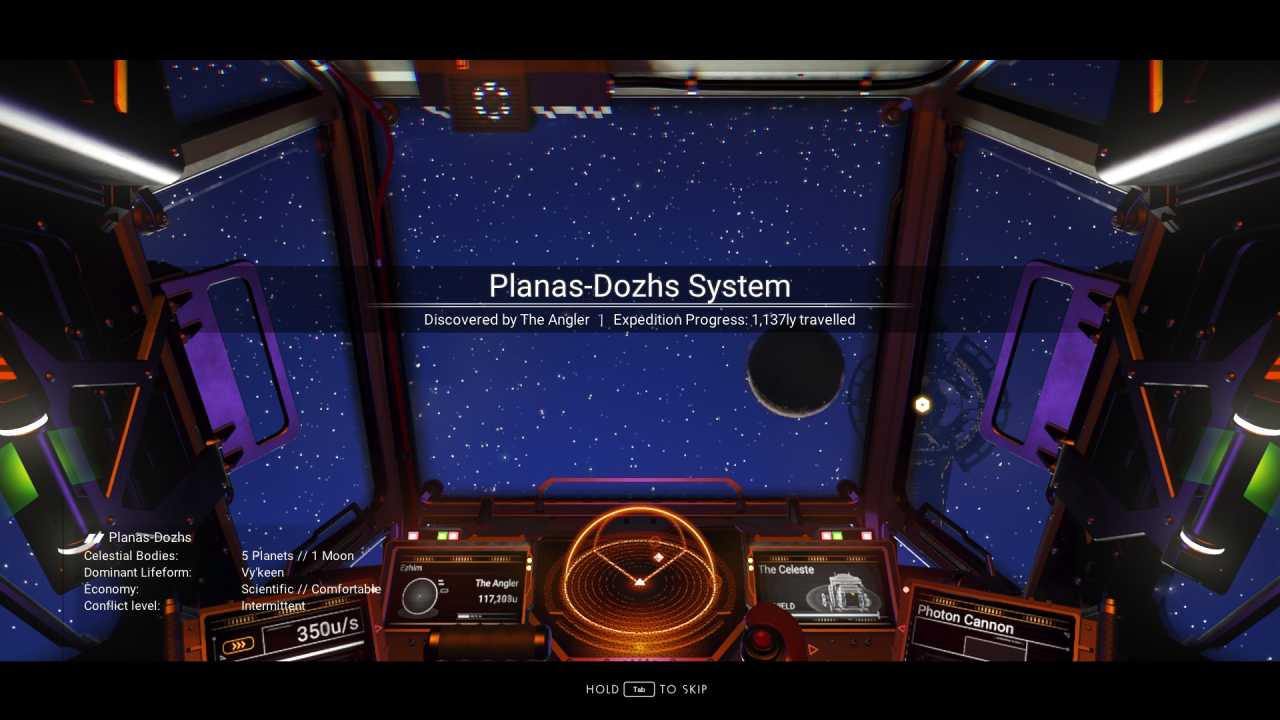 Planas-Dozhs System
Discovered by The Angler | Expedition Progress: 1,137ly travelled
Planas-Dozhs
Celestial Bodies: 5 Planets // 1 Moon
Dominant Lifeform: Vy'keen
Economy: Scientific // Comfortable
Conflict level: Intermittent
Ezhim
The Angler
The Celeste
350u/s
Photon Cannon
HOLD Tab TO SKIP